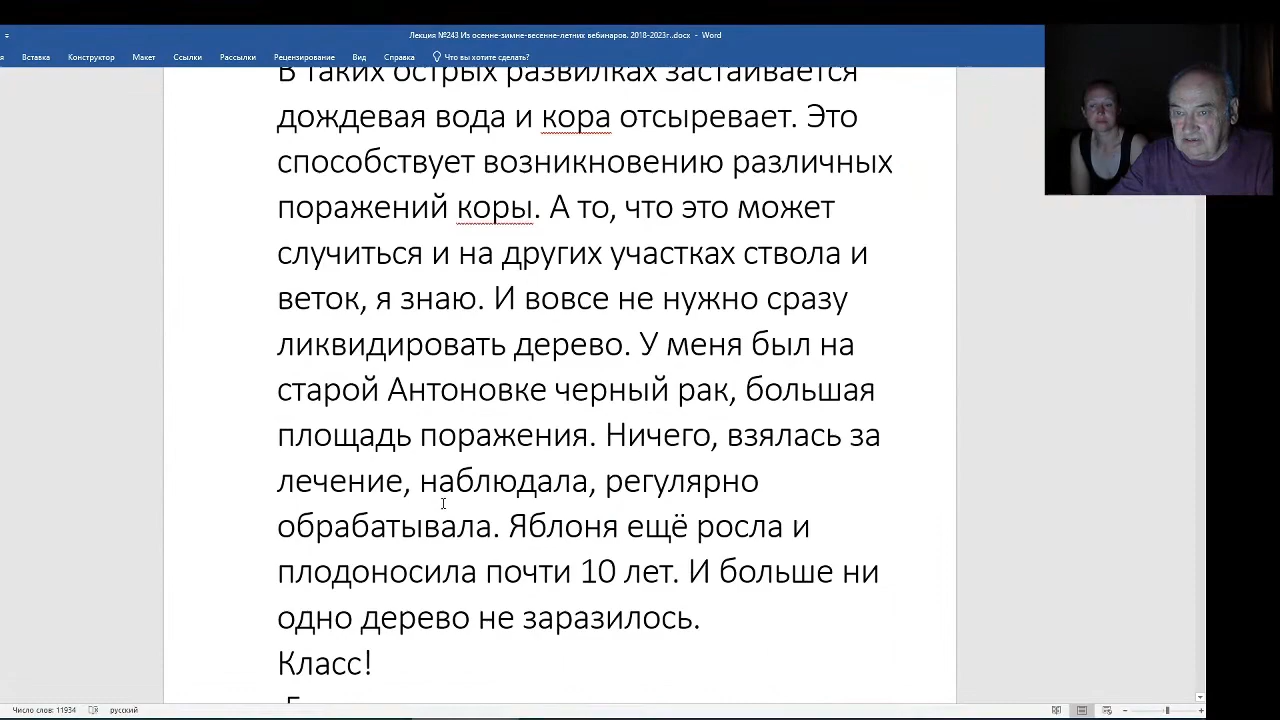 Лекция №243 Из осенне-зимне-весенне-летних вебинаров. 2018-2023г..docx - Word
Вставка Конструктор Макет Ссылки Рассылки Рецензирование Вид Справка Что вы хотите сделать?
В таких острых развилках застаивается
дождевая вода и кора отсыревает. Это
способствует возникновению различных
поражений коры. А то, что это может
случиться и на других участках ствола и
веток, я знаю. И вовсе не нужно сразу
ликвидировать дерево. У меня был на
старой Антоновке черный рак, большая
площадь поражения. Ничего, взялась за
лечение, наблюдала, регулярно
обрабатывала. Яблоня ещё росла и
плодоносила почти 10 лет. И больше ни
одно дерево не заразилось.
Класс!
Число слов: 11934 русский